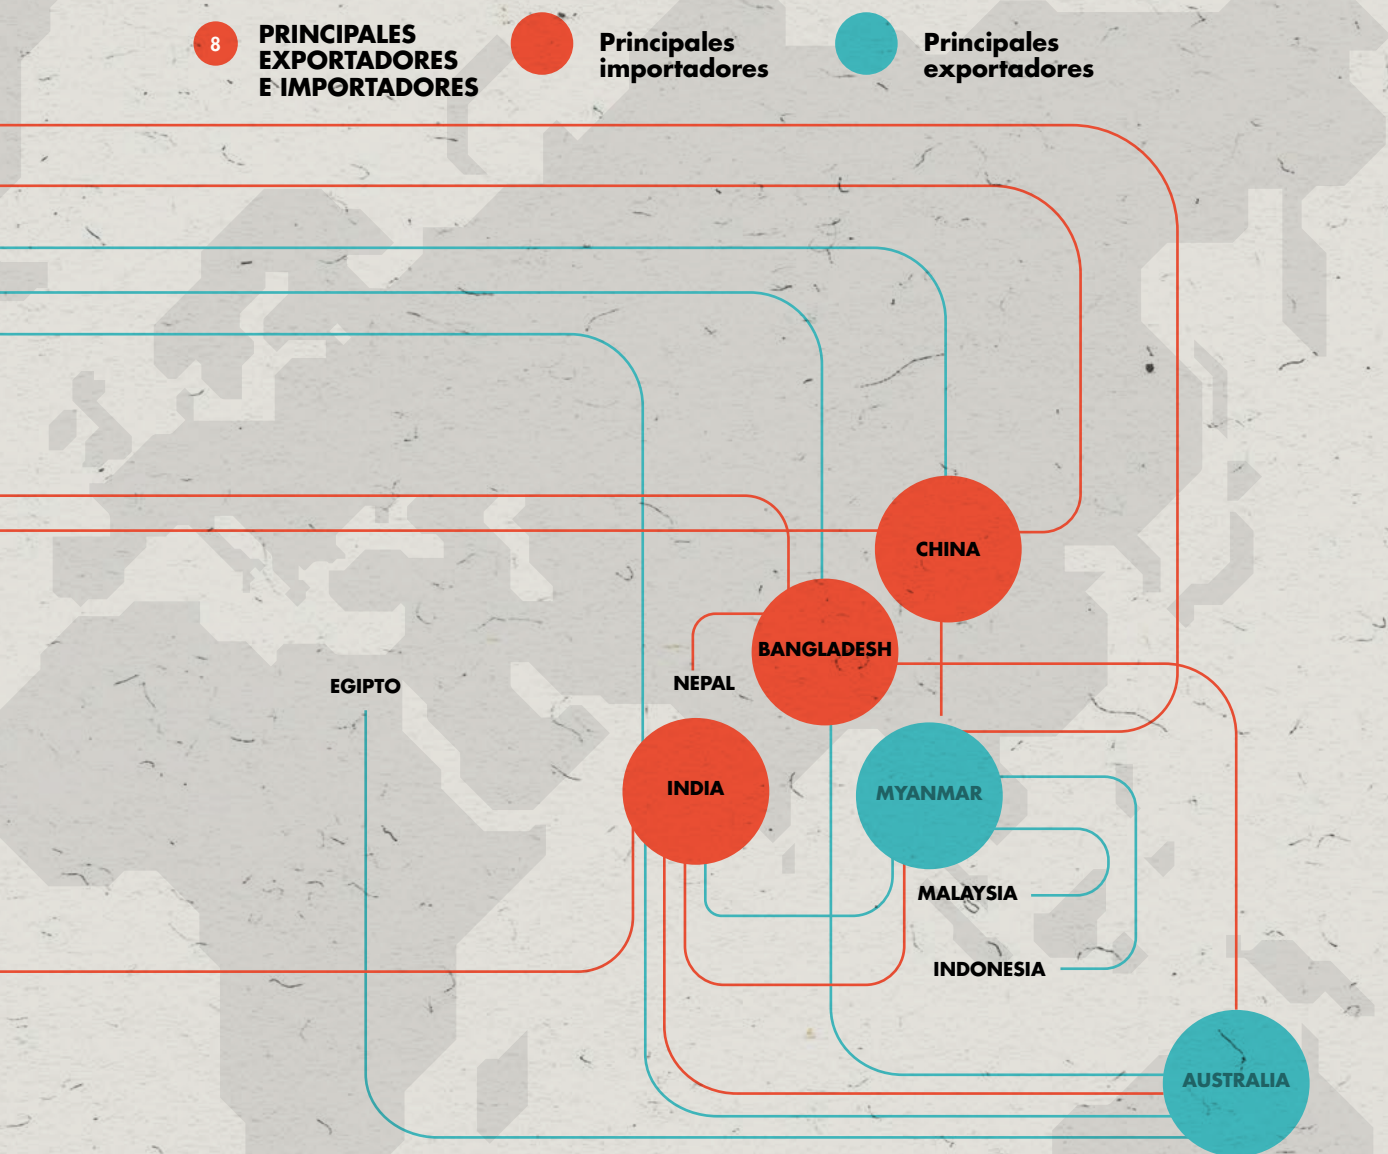 8
PRINCIPALES
EXPORTADORES
E IMPORTADORES
Principales
importadores
Principales
exportadores
CHINA
BANGLADESH
NEPAL
EGIPTO
INDIA
MYANMAR
MALAYSIA
INDONESIA
AUSTRALIA